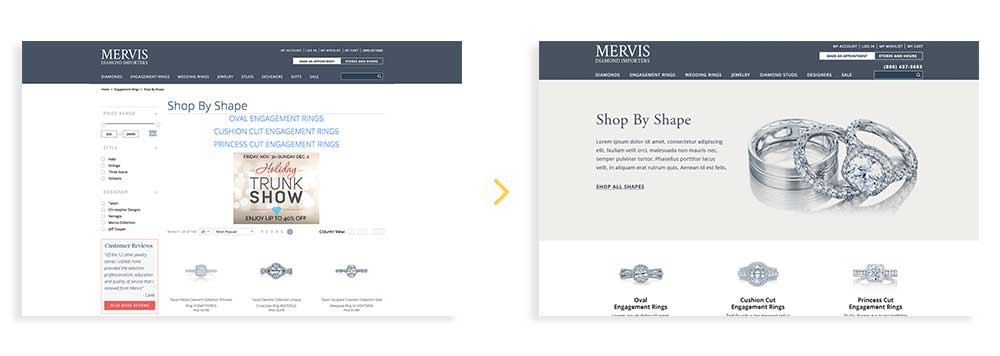 MERVIS
DIAMOND IMPORTERS
MY ACCOUNT | LOG IN | MY WISHLIST | MY CART
MAKE AN APPOINTMENT STORES AND HOURS
DIAMONDS ENGAGEMENT RINGS WEDDING RINGS JEWELRY STUDS DESIGNERS GIFTS SALE
Home > Engagement Rings > Shop By Shape
PRICE RANGE
STYLE
Halo
Vintage
Three Stone
Solitaire
DESIGNER
Tacori
Christopher Designs
Verragio
Mervis Collection
Jeff Cooper
Customer Reviews
"Of the 12 other jewelry
stores I visited, none
provided the selection,
professionalism, education
and quality of service that I
received from Mervis"
READ MORE REVIEWS
Shop By Shape
OVAL ENGAGEMENT RINGS
CUSHION CUT ENGAGEMENT RINGS
PRINCESS CUT ENGAGEMENT RINGS
FRIDAY, NOV. 30-SUNDAY, DEC. 2
Holiday
TRUNK
SHOW
ENJOY UP TO 40% OFF
Most Popular
Column View:
MERVIS
DIAMOND IMPORTERS
MY ACCOUNT | LOG IN | MY WISHLIST | MY CART
MAKE AN APPOINTMENT STORES AND HOURS
(800) 437-5683
DIAMONDS ENGAGEMENT RINGS WEDDING RINGS JEWELRY DIAMOND STUDS DESIGNERS SALE
Shop By Shape
Lorem ipsum dolor sit amet, consectetur adipiscing
elit. Nullam velit orci, malesuada non mauris nec,
semper pulvinar tortor. Phasellus porttitor iaculis
velit, in aliquam erat rutrum quis. Aenean id est felis.
SHOP ALL SHAPES
Oval
Engagement Rings
Cushion Cut
Engagement Rings
Princess Cut
Engagement Rings